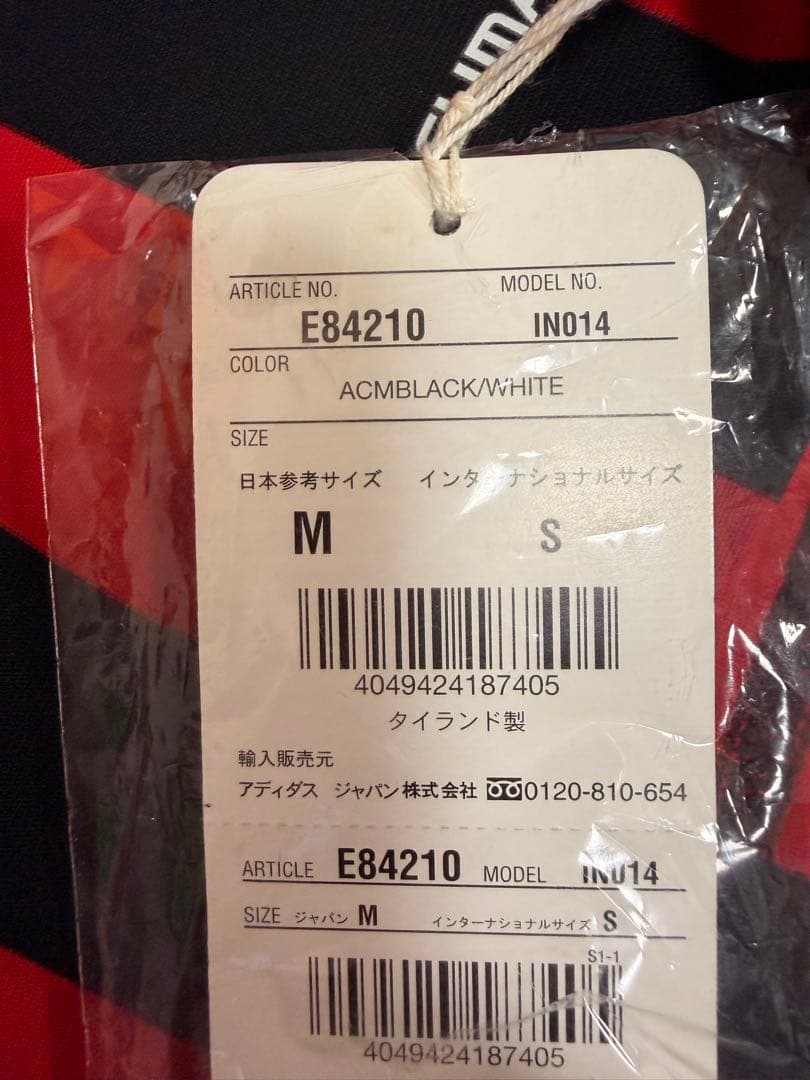 ARTICLE NO. MODEL NO.
E84210 IN014
COLOR
ACMBLACK/WHITE
SIZE
日本参考サイズ インターナショナルサイズ
M S
4049424187405
タイランド製
輸入販売元
アディダス ジャパン株式会社 0120-810-654
ARTICLE E84210 MODEL IN014
SIZE ジャパン M インターナショナルサイズ S
S1-1
4049424187405